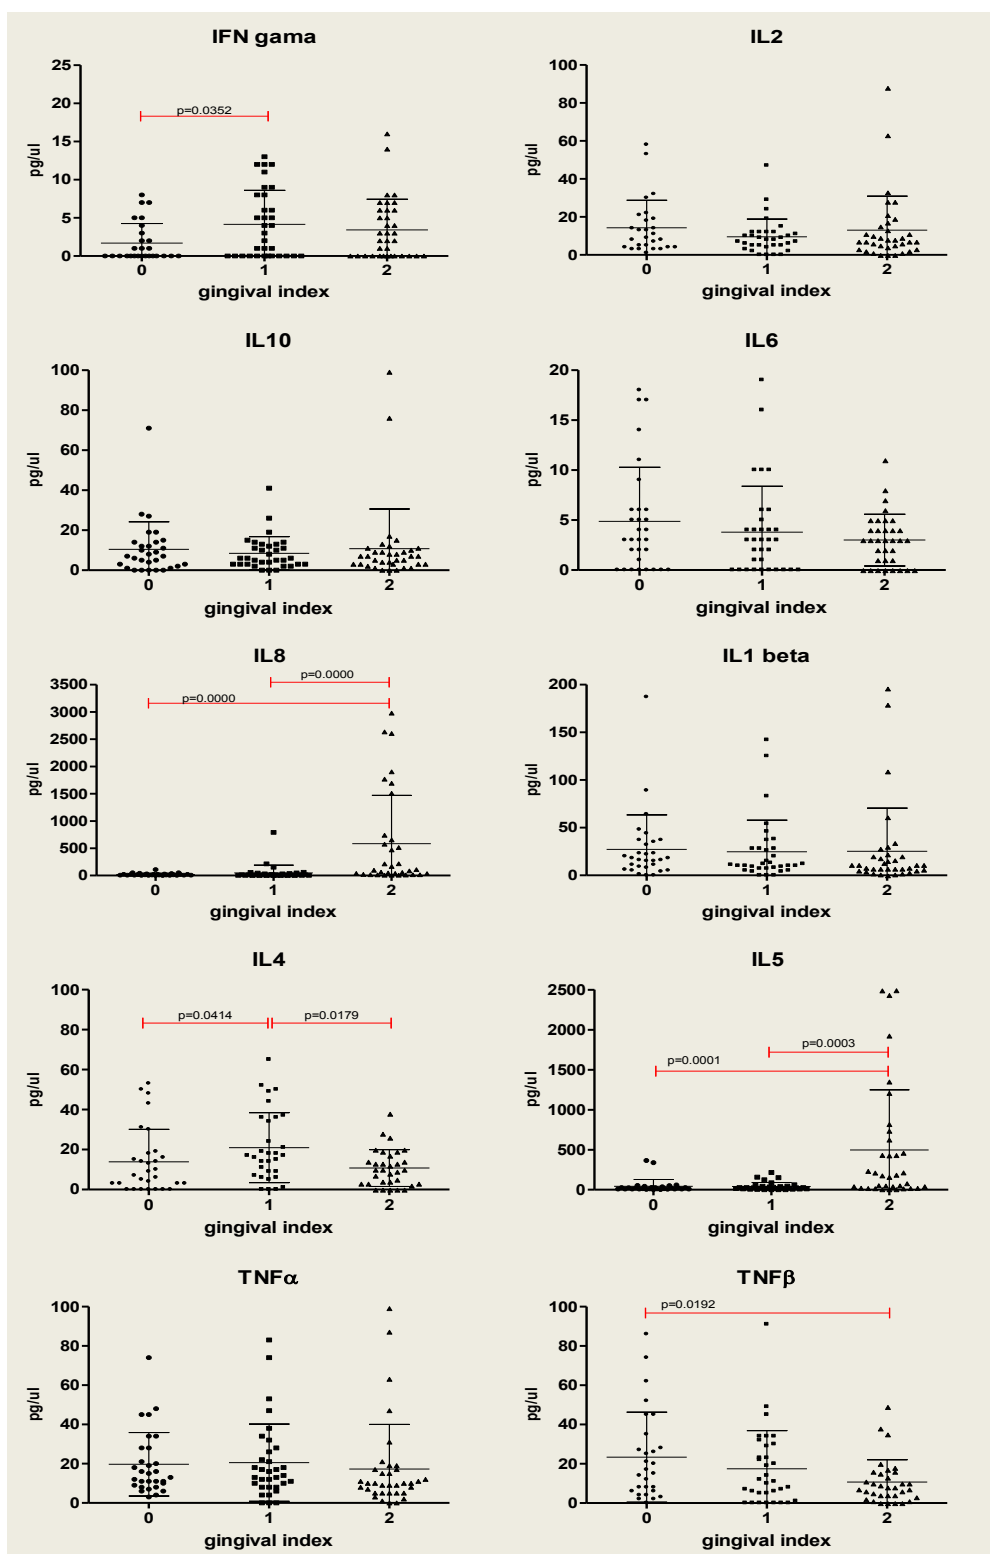 IFN gama
25
20
15
10
5
0
pg/ul
p=0.0352
0 1 2
gingival index
IL2
100
80
60
40
20
0
pg/ul
0 1 2
gingival index
IL10
100
80
60
40
20
0
pg/ul
0 1 2
gingival index
IL6
20
15
10
5
0
pg/ul
0 1 2
gingival index
IL8
3500
3000
2500
2000
1500
1000
500
0
pg/ul
p=0.0000
p=0.0000
0 1 2
gingival index
IL1 beta
200
150
100
50
0
pg/ul
0 1 2
gingival index
IL4
100
80
60
40
20
0
pg/ul
p=0.0414
p=0.0179
0 1 2
gingival index
IL5
2500
2000
1500
1000
500
0
pg/ul
p=0.0003
p=0.0001
0 1 2
gingival index
TNFα
100
80
60
40
20
0
pg/ul
0 1 2
gingival index
TNFβ
100
80
60
40
20
0
pg/ul
p=0.0192
0 1 2
gingival index